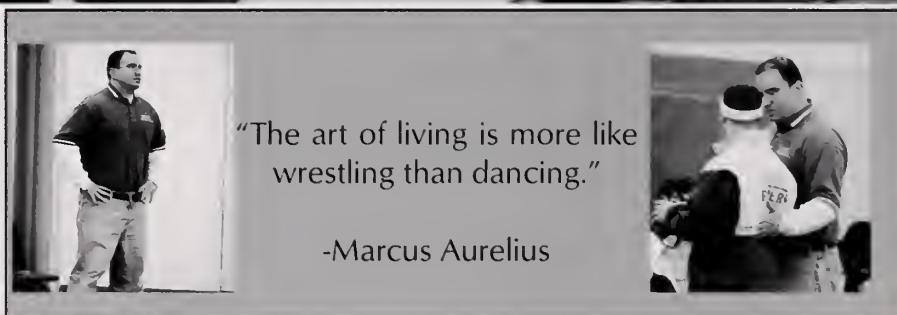 "The art of living is more like
wrestling than dancing."
-Marcus Aurelius